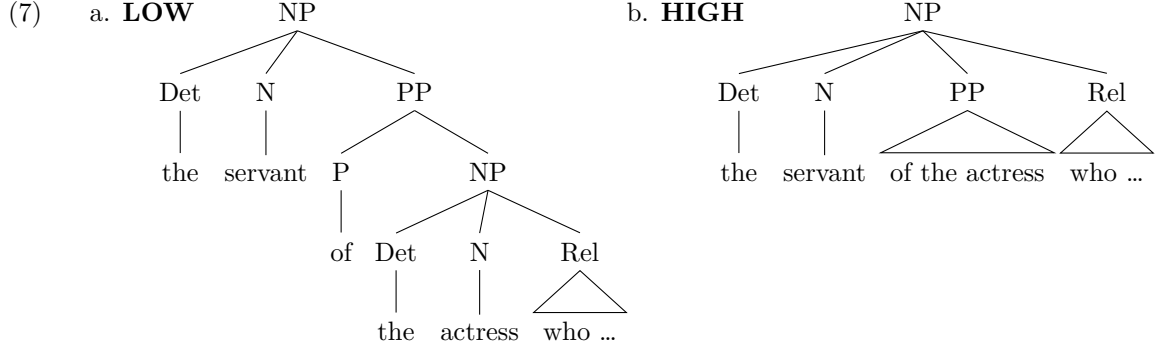 (7) a. LOW NP b. HIGH NP
Det N PP Det N PP Rel
the servant P NP the servant of the actress who ...
of Det N Rel
the actress who ...